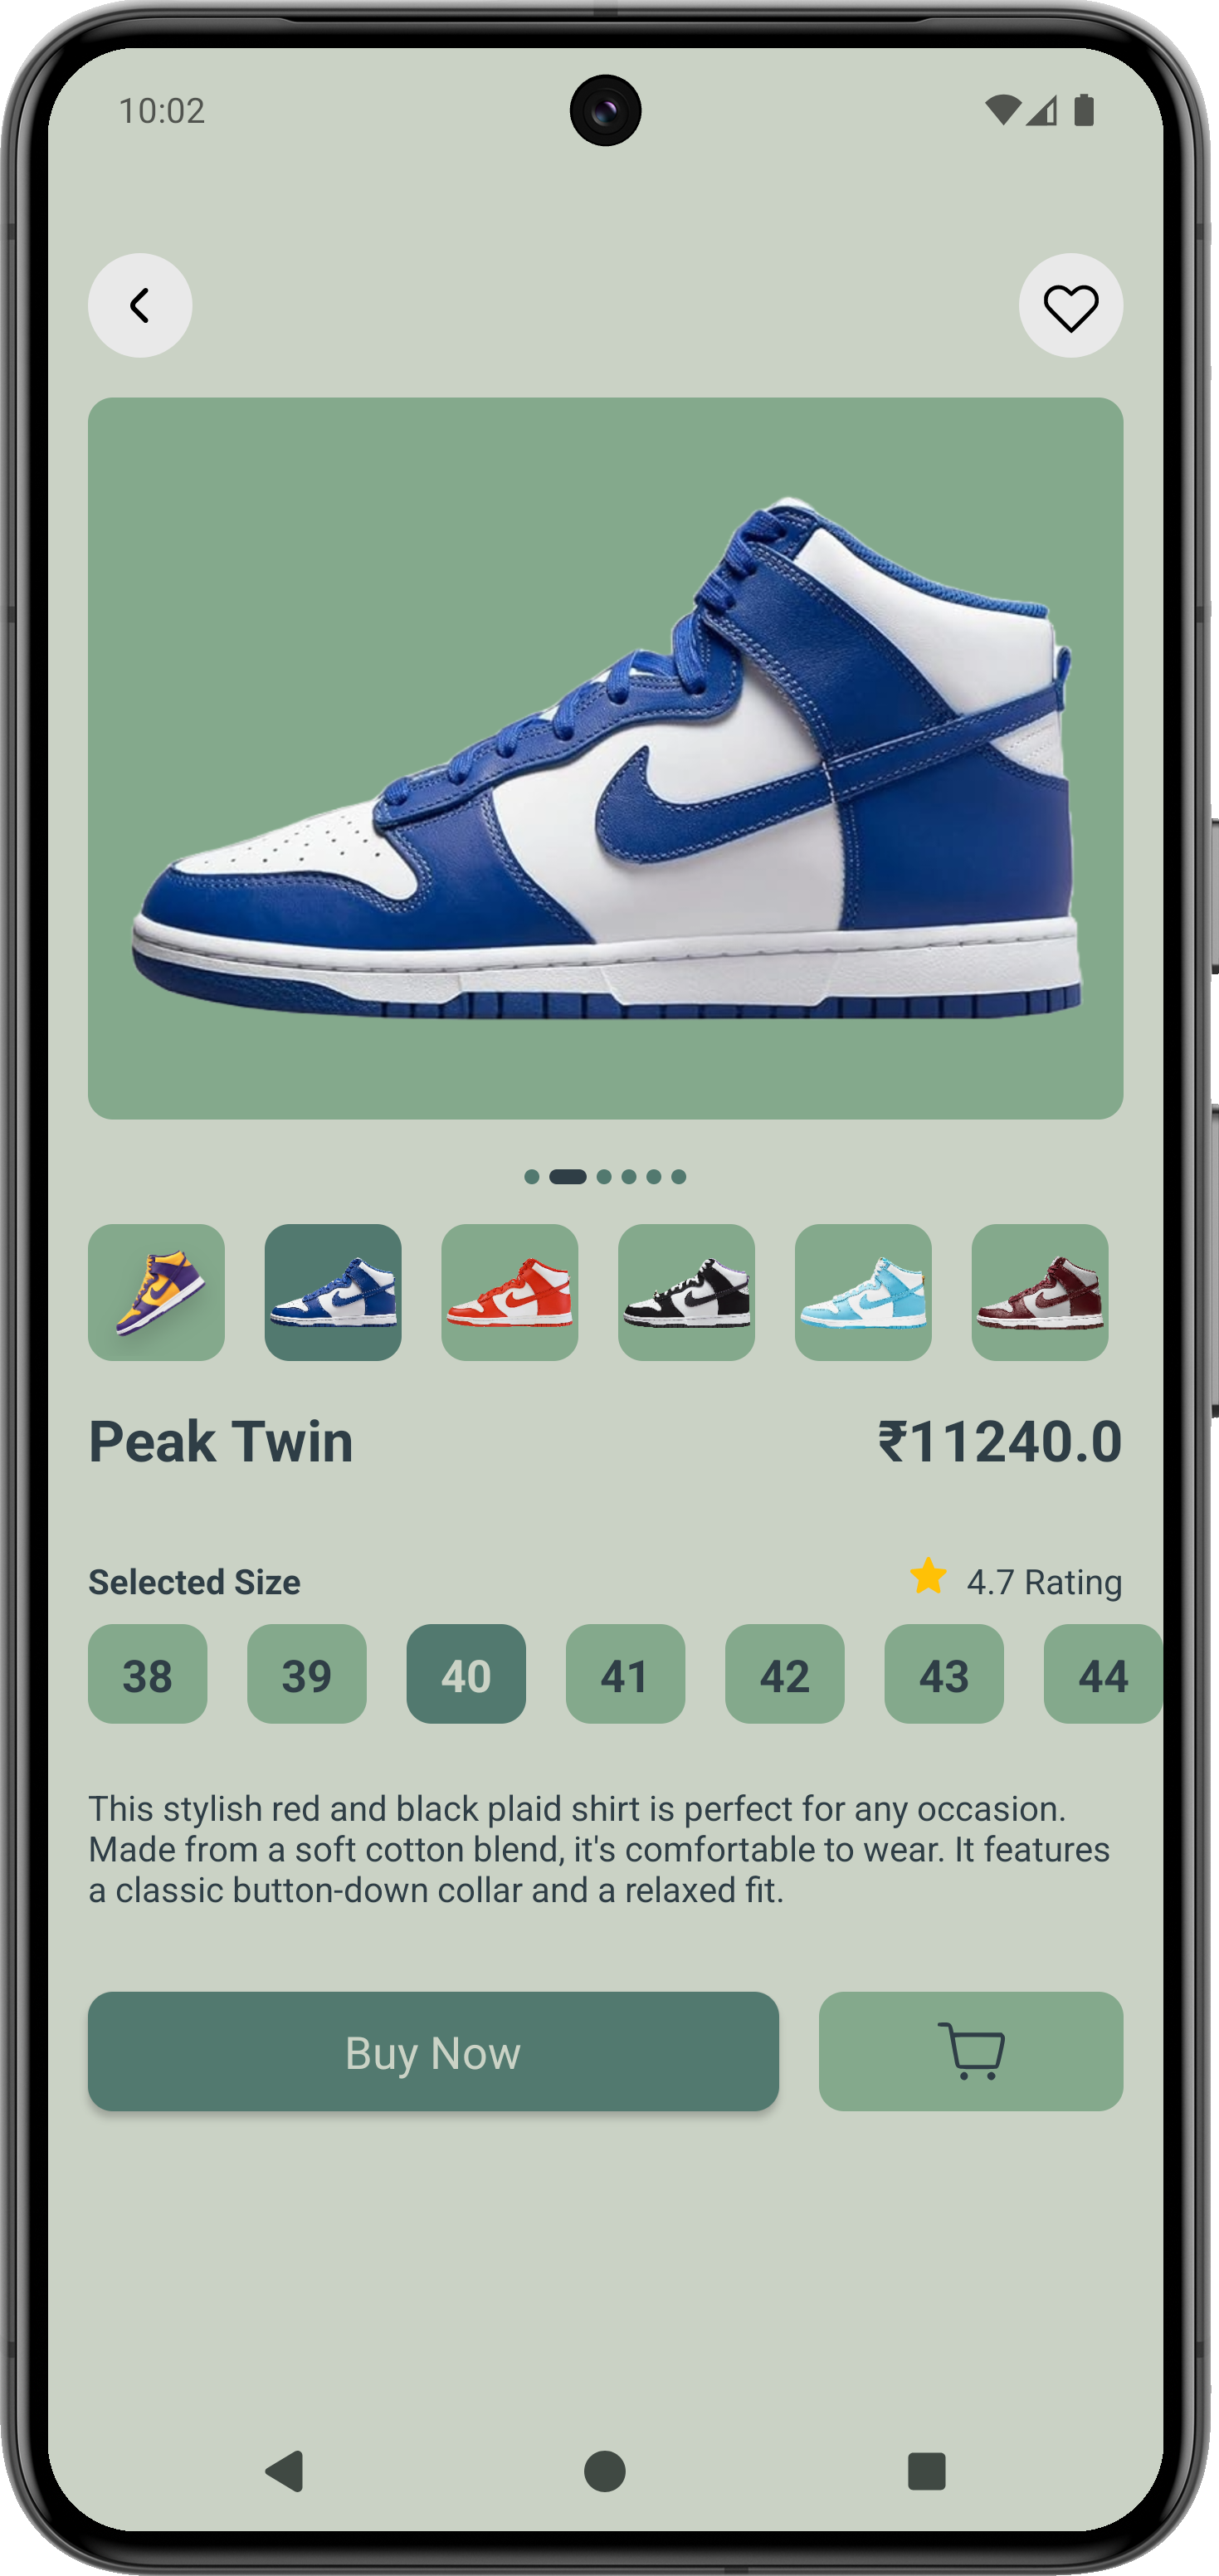 10:02
Peak Twin
₹11240.0
Selected Size
4.7 Rating
38 39 40 41 42 43 44
This stylish red and black plaid shirt is perfect for any occasion.
Made from a soft cotton blend, it's comfortable to wear. It features
a classic button-down collar and a relaxed fit.
Buy Now